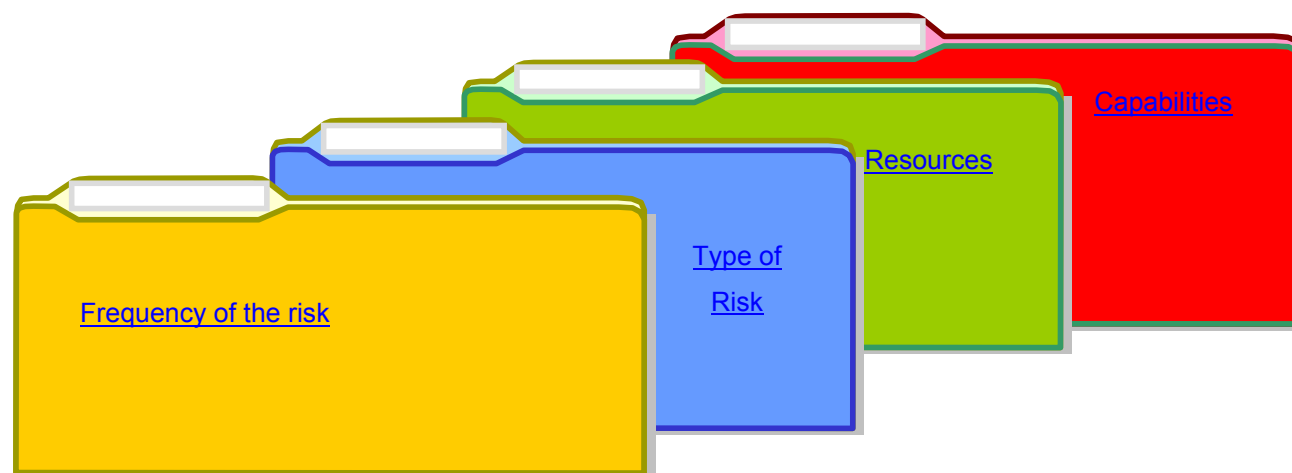 Capabilities
Resources
Type of
Risk
Frequency of the risk